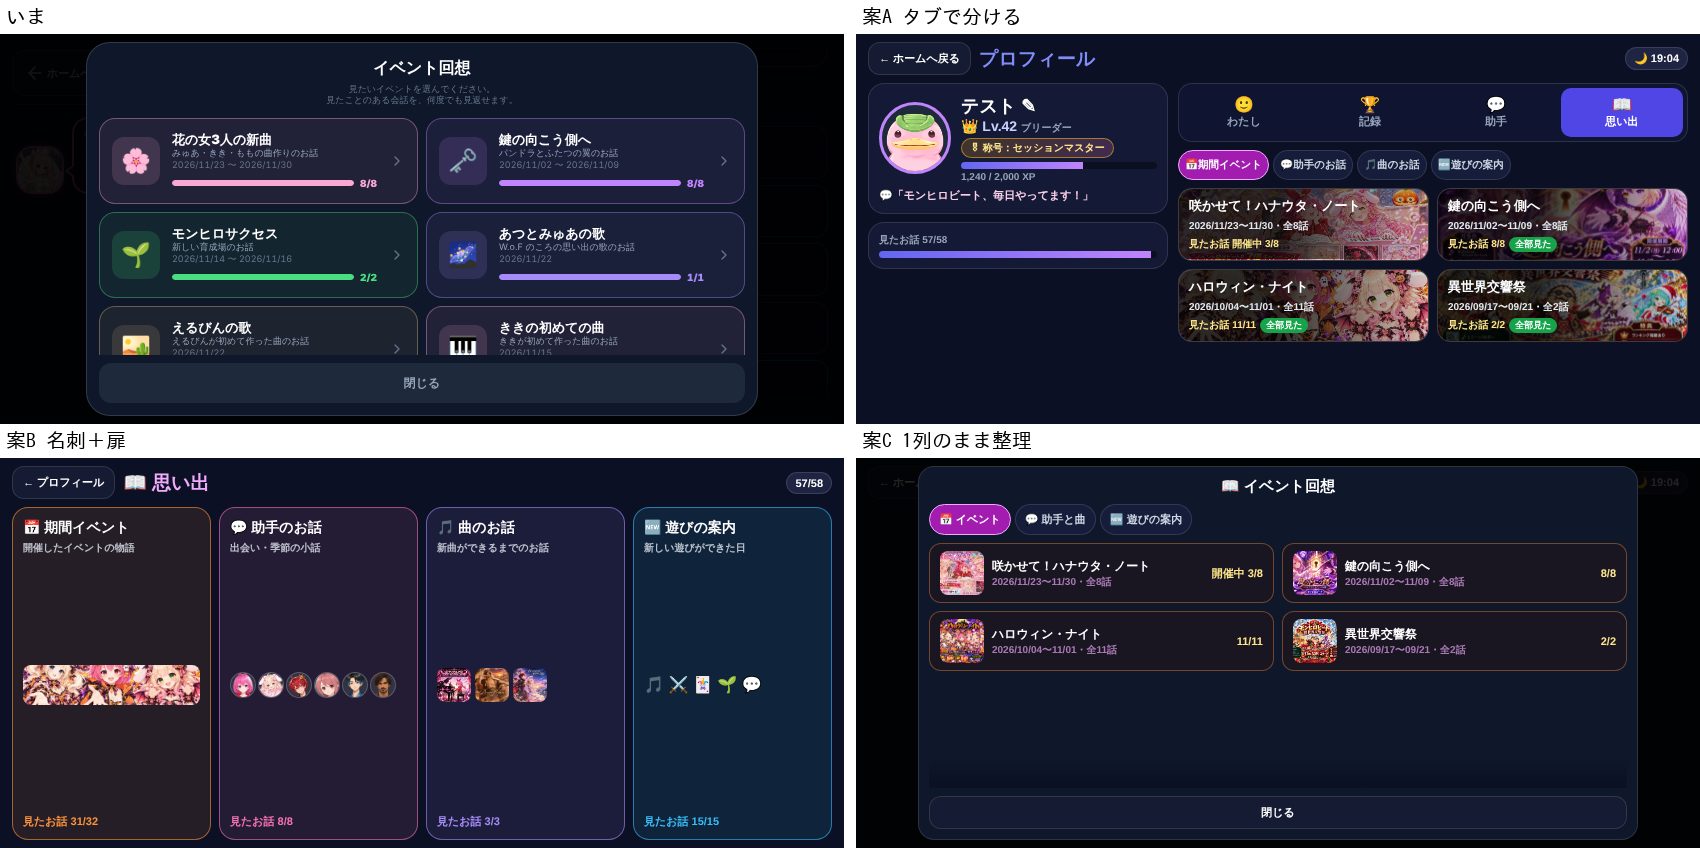 いま
ホームへ
イベント回想
見たいイベントを選んでください。
見たことのある会話を、何度でも見返せます。
花の女3人の新曲
みゅあ・きき・ももの曲作りのお話
2026/11/23 〜 2026/11/30
8/8
鍵の向こう側へ
パンドラとふたつの翼のお話
2026/11/02 〜 2026/11/09
8/8
モンヒロサクセス
新しい育成場のお話
2026/11/14 〜 2026/11/16
2/2
あつとみゅあの歌
W.o.F のころの思い出の歌のお話
2026/11/22
1/1
えるびんの歌
えるびんが初めて作った曲のお話
2026/11/22
ききの初めての曲
ききが初めて作った曲のお話
2026/11/15
閉じる
案A タブで分ける
← ホームへ戻る
プロフィール
🌙 19:04
テスト ✎
👑 Lv.42 ブリーダー
🎖 称号：セッションマスター
1,240 / 2,000 XP
💬「モンヒロビート、毎日やってます！」
見たお話 57/58
わたし
記録
助手
思い出
📅期間イベント
💬助手のお話
🎵曲のお話
🆕遊びの案内
咲かせて！ハナウタ・ノート
2026/11/23〜11/30・全8話
見たお話 開催中 3/8
鍵の向こう側へ
2026/11/02〜11/09・全8話
見たお話 8/8 全部見た
ハロウィン・ナイト
2026/10/04〜11/01・全11話
見たお話 11/11 全部見た
異世界交響祭
2026/09/17〜09/21・全2話
見たお話 2/2 全部見た
案B 名刺＋扉
← プロフィール
📖 思い出
57/58
📅 期間イベント
開催したイベントの物語
見たお話 31/32
💬 助手のお話
出会い・季節の小話
見たお話 8/8
🎵 曲のお話
新曲ができるまでのお話
見たお話 3/3
🆕 遊びの案内
新しい遊びができた日
見たお話 15/15
案C 1列のまま整理
← ホー
19:04
📖 イベント回想
📅 イベント
💬 助手と曲
🆕 遊びの案内
咲かせて！ハナウタ・ノート
2026/11/23〜11/30・全8話
開催中 3/8
鍵の向こう側へ
2026/11/02〜11/09・全8話
8/8
ハロウィン・ナイト
2026/10/04〜11/01・全11話
11/11
異世界交響祭
2026/09/17〜09/21・全2話
2/2
閉じる